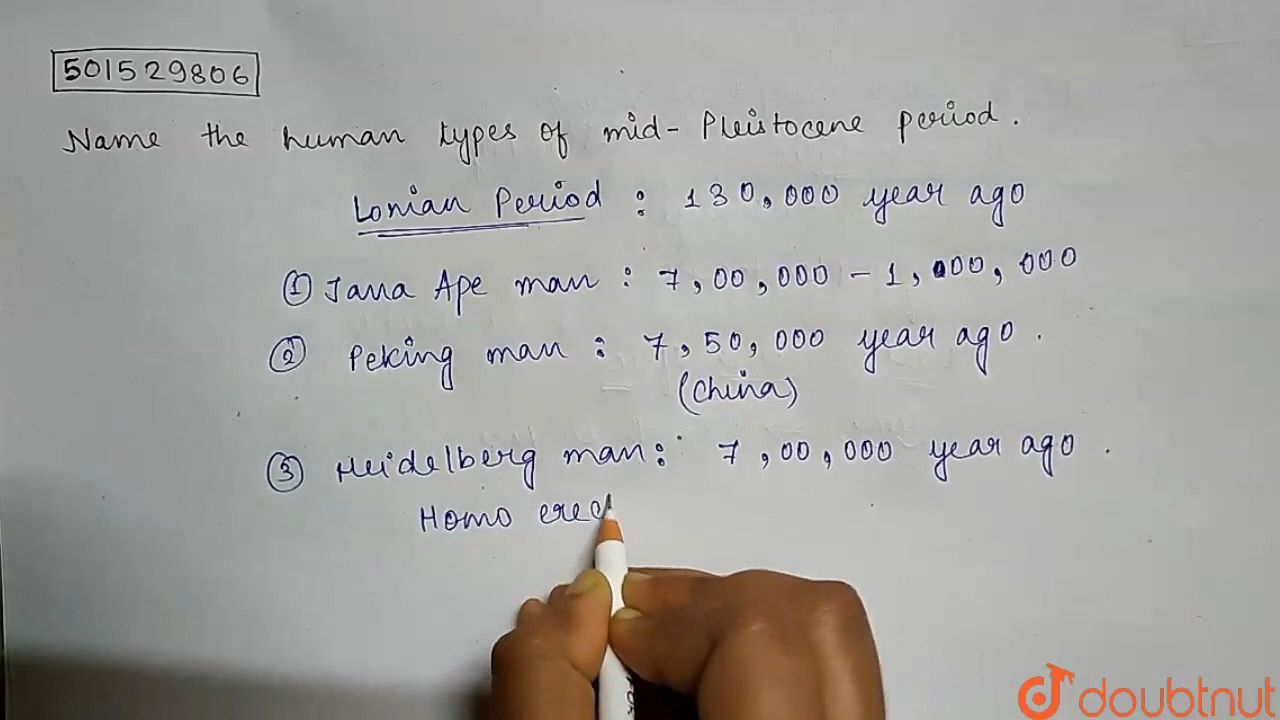 501529806
Name the human types of mid-Pleistocene period.
Lonian Period : 130,000 year ago
① Java Ape man : 7,00,000 - 1,000,000
② Peking man : 7,50,000 year ago.
(China)
③ Heidelberg man: 7,00,000 year ago.
Homo erec
doubtnut